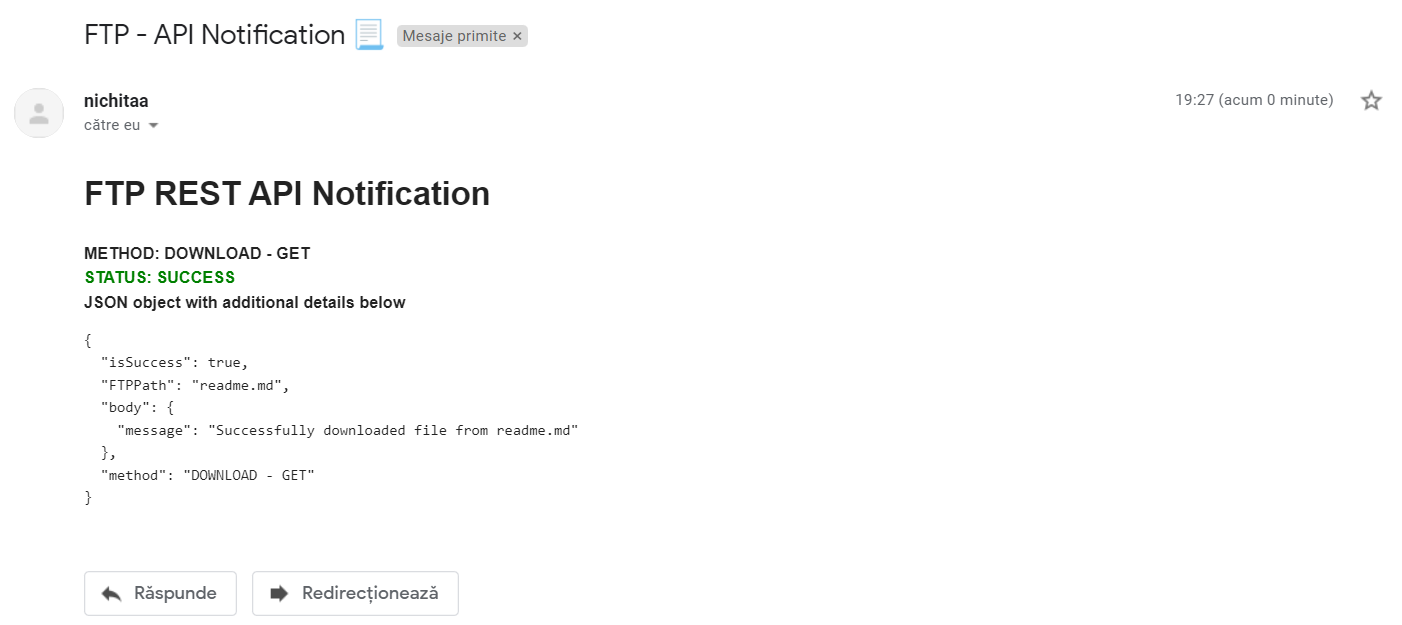 FTP - API Notification
Mesaje primite ×
nichitaa
19:27 (acum 0 minute)
către eu
FTP REST API Notification
METHOD: DOWNLOAD - GET
STATUS: SUCCESS
JSON object with additional details below
{
  "isSuccess": true,
  "FTPPath": "readme.md",
  "body": {
    "message": "Successfully downloaded file from readme.md"
  },
  "method": "DOWNLOAD - GET"
}
Răspunde
Redirecționează